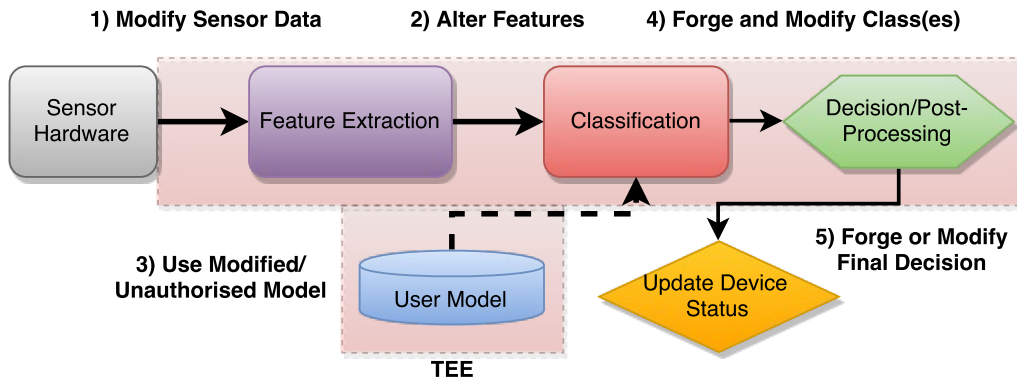 1) Modify Sensor Data
2) Alter Features
4) Forge and Modify Class(es)
Sensor
Hardware
Feature Extraction
Classification
Decision/Post-
Processing
3) Use Modified/
Unauthorised Model
User Model
TEE
Update Device
Status
5) Forge or Modify
Final Decision